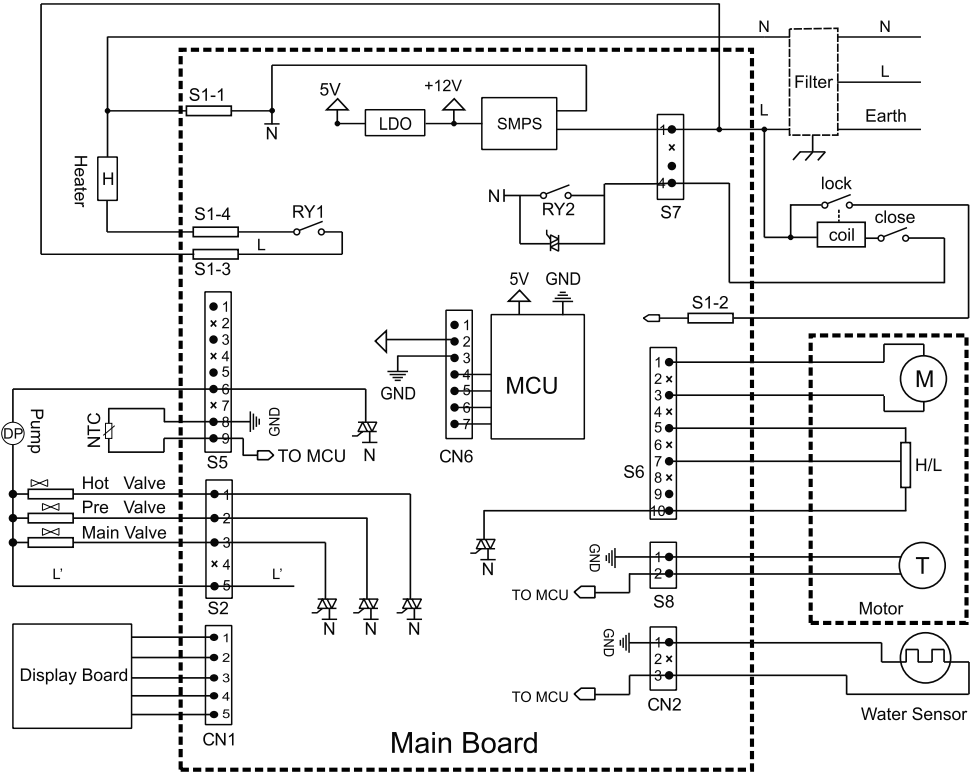 N N
Filter
L
L Earth
S1-1
5V +12V
LDO SMPS
N
1
4
S7
Heater
H
S1-4 RY1
L
S1-3
N
RY2
lock
close
coil
5V GND
S1-2
1
2
3
4
5
6
7
8
9
S5
GND
TO MCU
NTC
Pump
DP
N
1
2
3
4
5
6
7
CN6
GND
MCU
1
2
3
4
5
6
7
8
9
10
S6
M
H/L
N
Hot Valve
Pre Valve
Main Valve
L' L'
1
2
3
4
5
S2
N N N
GND
1
2
S8
TO MCU
T
Motor
Display Board
1
2
3
4
5
CN1
GND
1
2
3
CN2
TO MCU
Water Sensor
Main Board